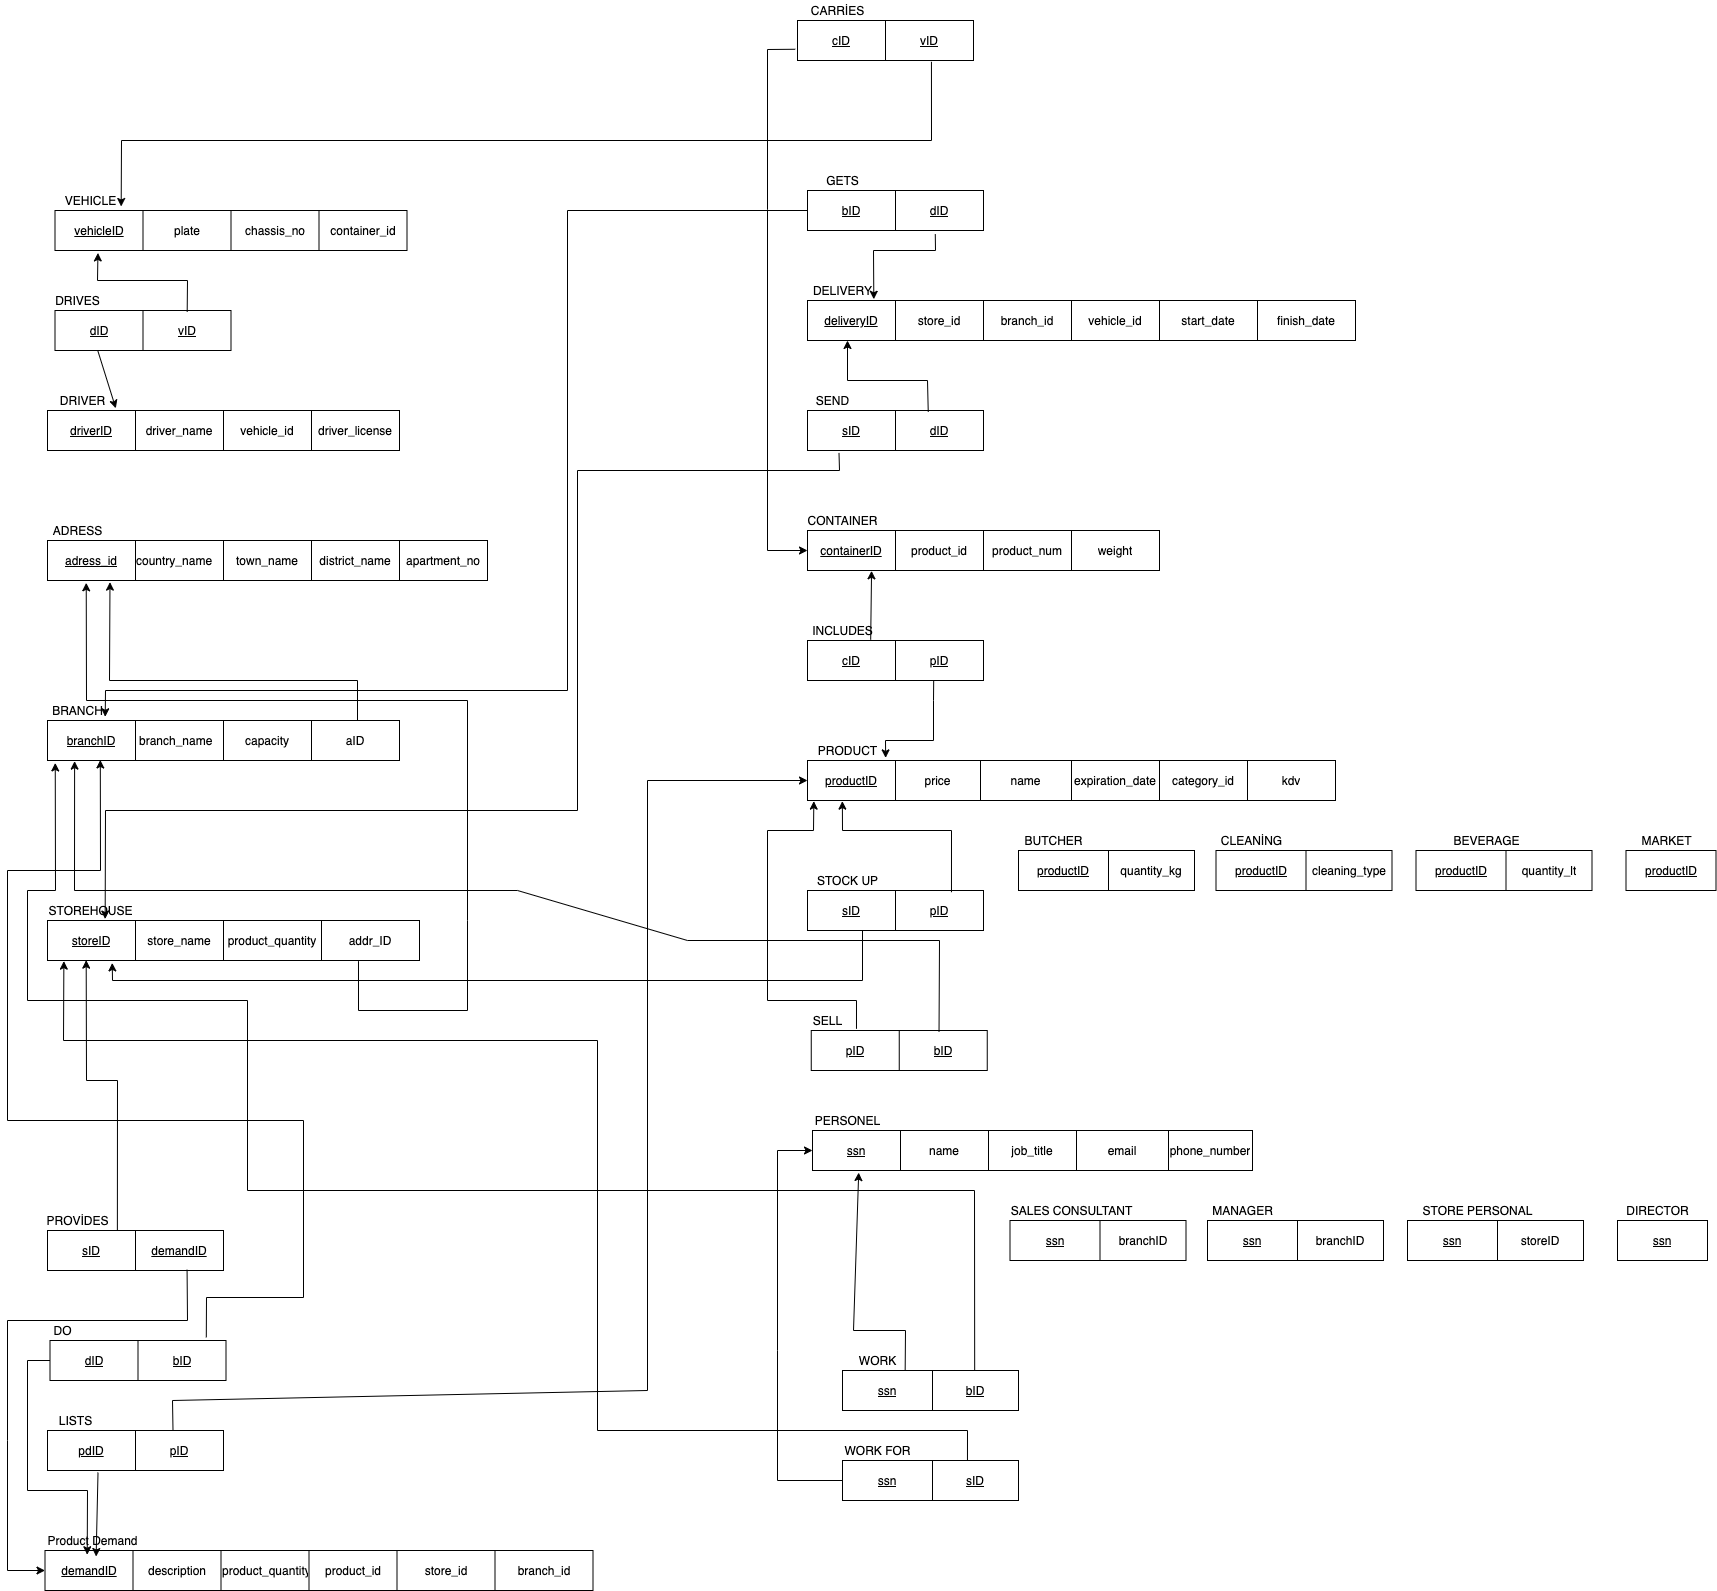 CARRİES
cID vID
GETS
bID dID
VEHICLE
vehicleID plate chassis_no container_id
DELIVERY
deliveryID store_id branch_id vehicle_id start_date finish_date
DRIVES
dID vID
DRIVER
driverID driver_name vehicle_id driver_license
SEND
sID dID
ADRESS
adress_id country_name town_name district_name apartment_no
CONTAINER
containerID product_id product_num weight
INCLUDES
cID pID
BRANCH
branchID branch_name capacity aID
PRODUCT
productID price name expiration_date category_id kdv
BUTCHER
productID quantity_kg
CLEANİNG
productID cleaning_type
BEVERAGE
productID quantity_lt
MARKET
productID
STOCK UP
sID pID
STOREHOUSE
storeID store_name product_quantity addr_ID
SELL
pID bID
PERSONEL
ssn name job_title email phone_number
SALES CONSULTANT
ssn branchID
MANAGER
ssn branchID
STORE PERSONAL
ssn storeID
DIRECTOR
ssn
PROVİDES
sID demandID
DO
dID bID
WORK
ssn bID
LISTS
pdID pID
WORK FOR
ssn sID
Product Demand
demandID description product_quantity product_id store_id branch_id